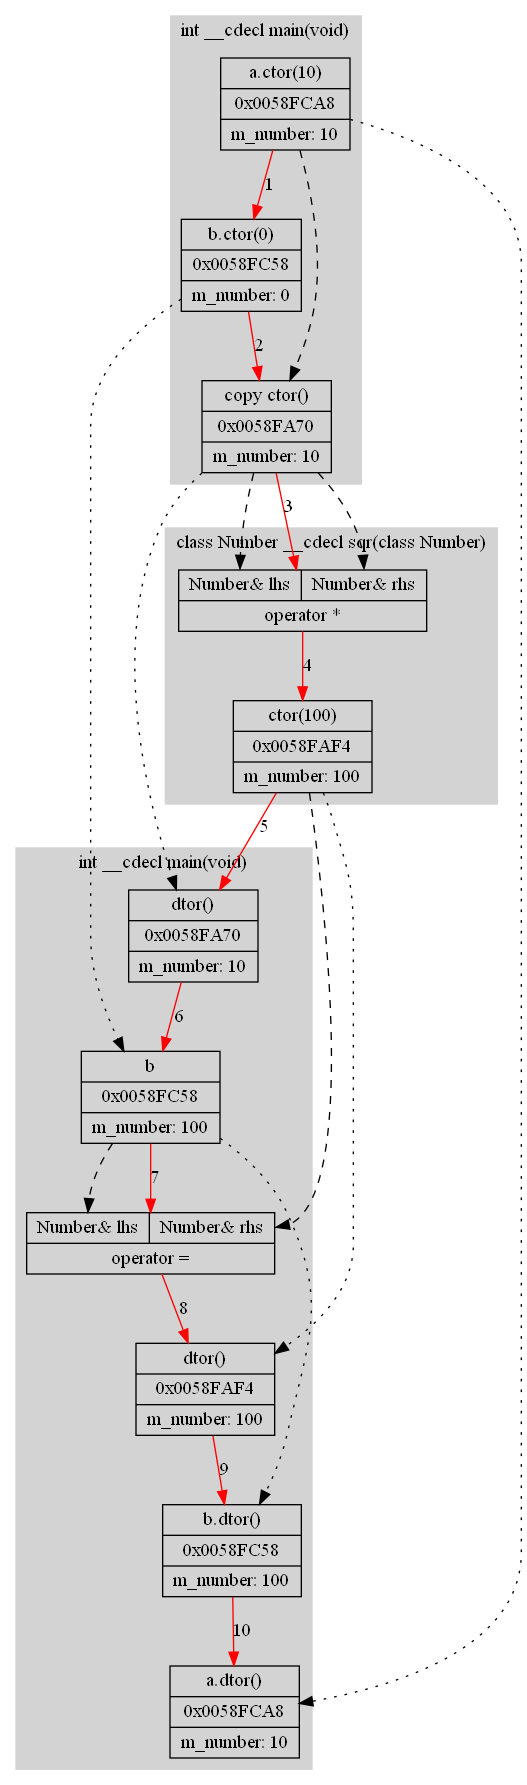 int __cdecl main(void)
a.ctor(10)
0x0058FCA8
m_number: 10
1
b.ctor(0)
0x0058FC58
m_number: 0
2
copy ctor()
0x0058FA70
m_number: 10
3
class Number __cdecl sqr(class Number)
Number& lhs Number& rhs
operator *
4
ctor(100)
0x0058FAF4
m_number: 100
5
int __cdecl main(void)
dtor()
0x0058FA70
m_number: 10
6
b
0x0058FC58
m_number: 100
7
Number& lhs Number& rhs
operator =
8
dtor()
0x0058FAF4
m_number: 100
9
b.dtor()
0x0058FC58
m_number: 100
10
a.dtor()
0x0058FCA8
m_number: 10